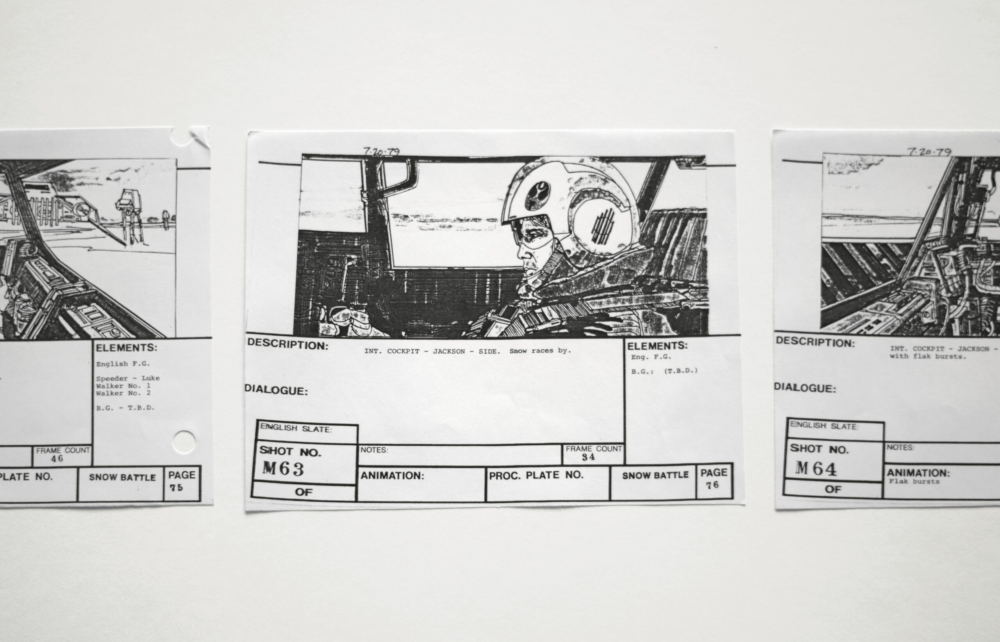 ELEMENTS:
English F.G.
Speeder - Luke
Walker No. 1
Walker No. 2
B.G. - T.B.D.
FRAME COUNT
46
PLATE NO.
SNOW BATTLE
PAGE
75
7·20·79
DESCRIPTION:
INT. COCKPIT - JACKSON - SIDE. Snow races by.
ELEMENTS:
Eng. F.G.
B.G.: (T.B.D.)
DIALOGUE:
ENGLISH SLATE:
SHOT NO.
M63
OF
NOTES:
FRAME COUNT
34
ANIMATION:
PROC. PLATE NO.
SNOW BATTLE
PAGE
76
7·20·79
DESCRIPTION:
INT. COCKPIT - JACKSON -
with flak bursts.
DIALOGUE:
ENGLISH SLATE:
SHOT NO.
M64
OF
NOTES:
ANIMATION:
Flak bursts